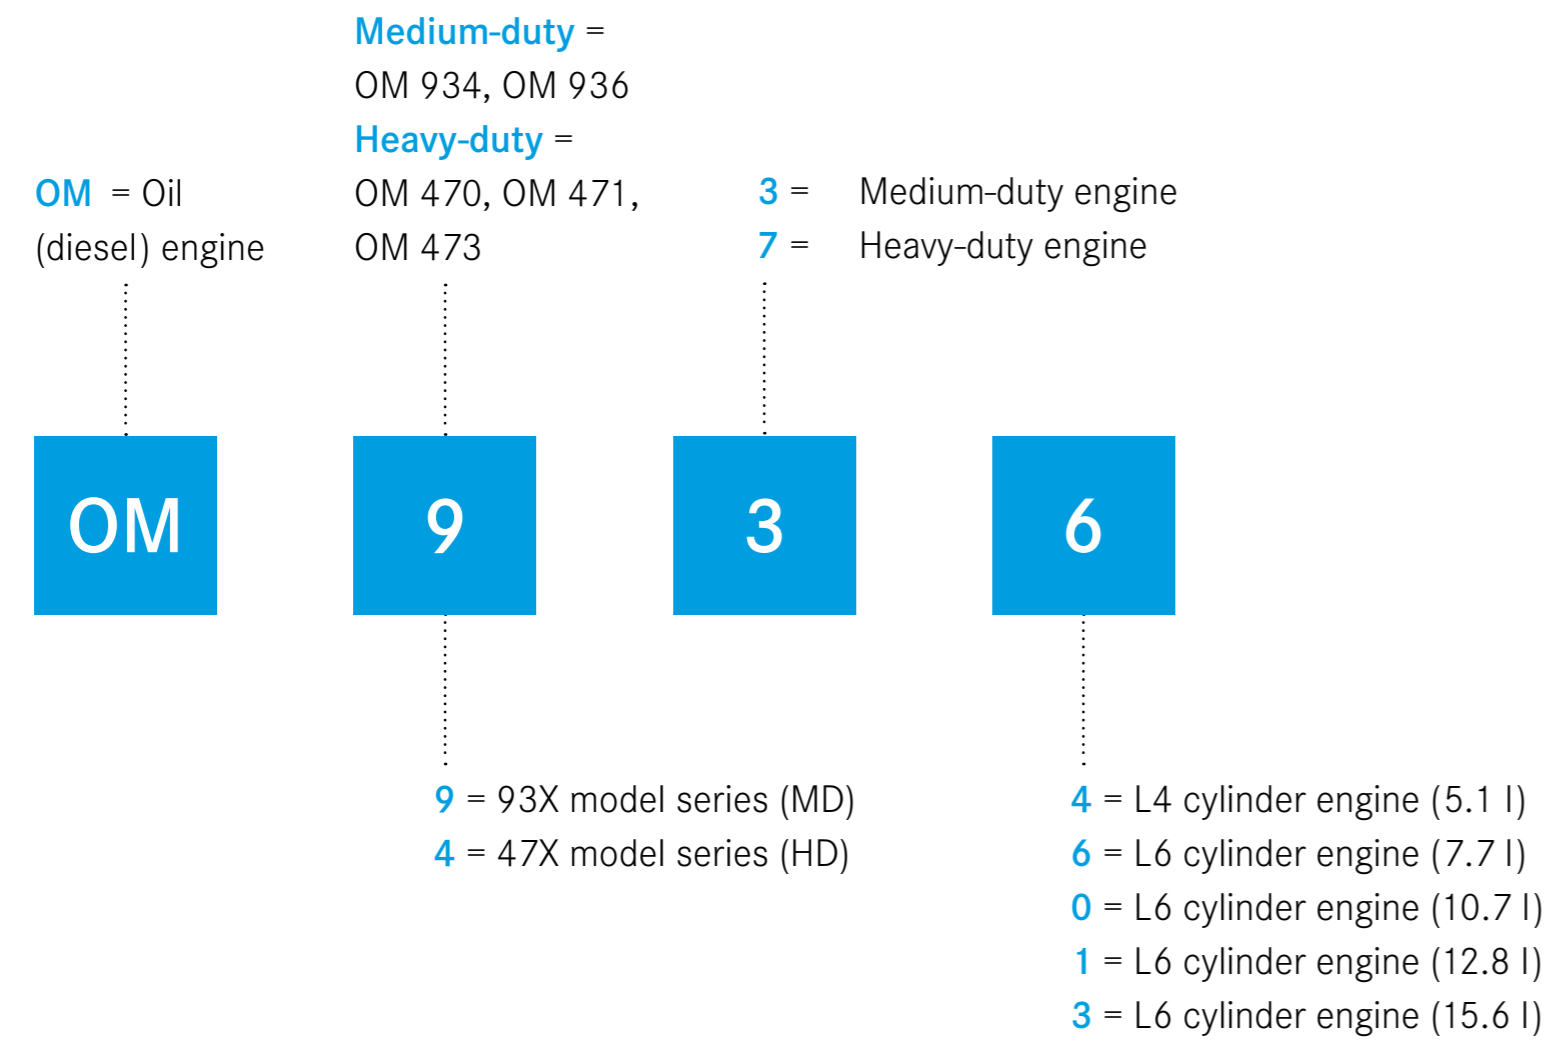 Medium-duty =
OM 934, OM 936
Heavy-duty =
OM 470, OM 471,
OM 473
OM = Oil
(diesel) engine
3 = Medium-duty engine
7 = Heavy-duty engine
OM
9
3
6
9 = 93X model series (MD)
4 = 47X model series (HD)
4 = L4 cylinder engine (5.1 l)
6 = L6 cylinder engine (7.7 l)
0 = L6 cylinder engine (10.7 l)
1 = L6 cylinder engine (12.8 l)
3 = L6 cylinder engine (15.6 l)